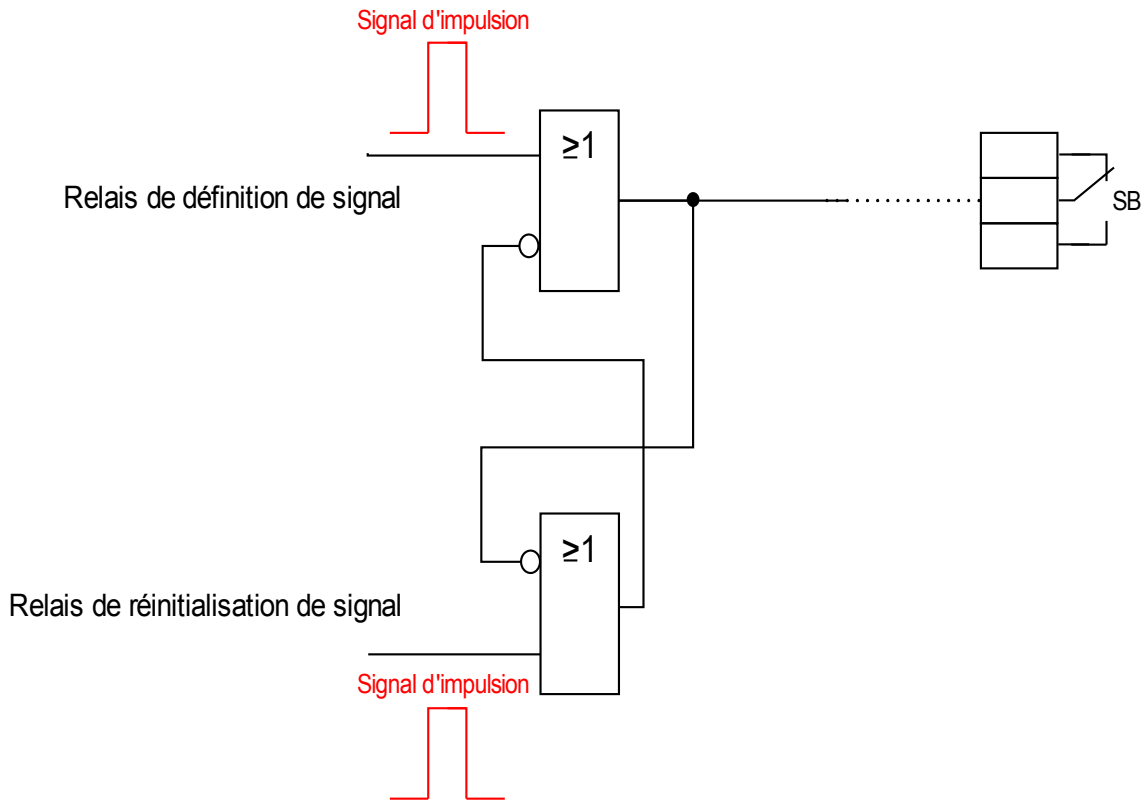 Signal d'impulsion
≥1
Relais de définition de signal
SB
≥1
Relais de réinitialisation de signal
Signal d'impulsion